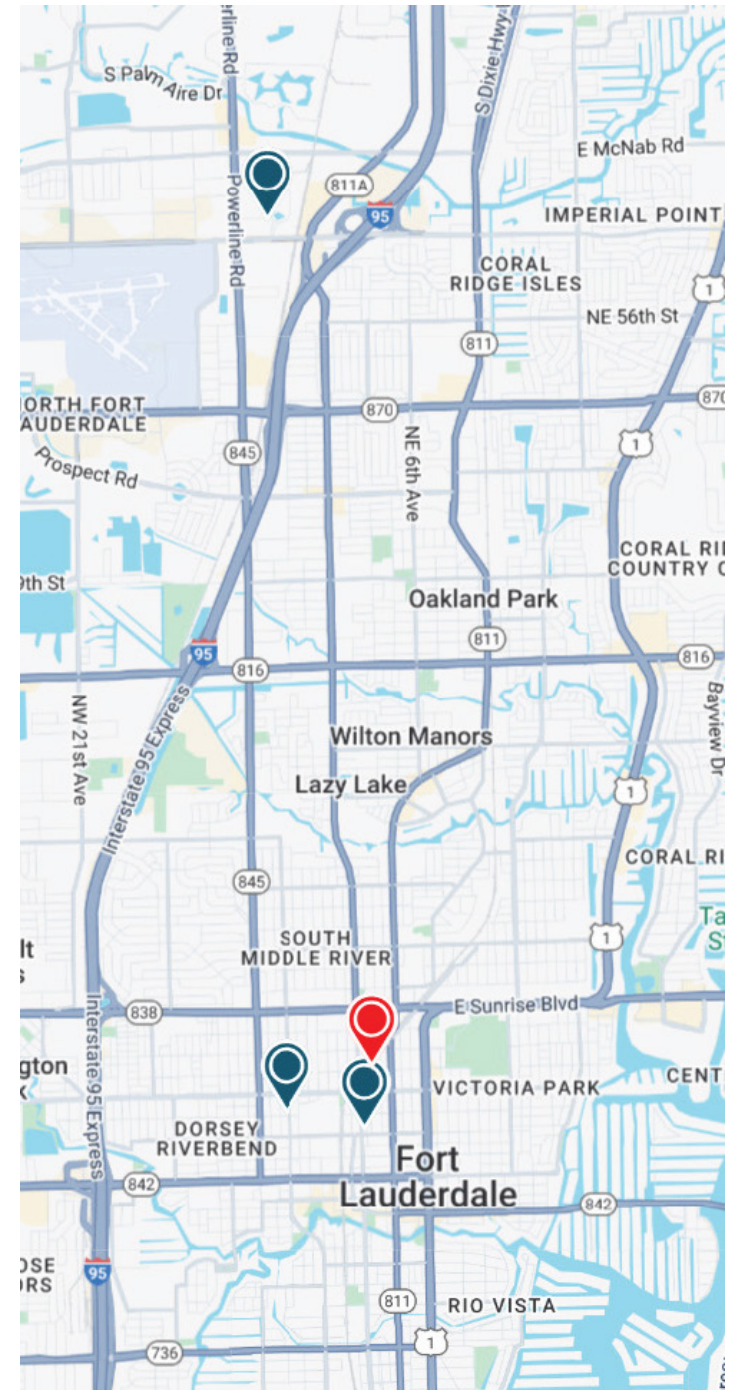 erline Rd
S Palm Aire Dr
S Dixie Hwy
E McNab Rd
811A
Powerline Rd
95
IMPERIAL POINT
CORAL
RIDGE ISLES
1
NE 56th St
811
ORTH FORT
AUDERDALE
870
870
1
845
NE 6th Ave
Prospect Rd
CORAL RI
COUNTRY C
9th St
Oakland Park
811
95
816
816
NW 21st Ave
Interstate 95 Express
Bayview Dr
Wilton Manors
Lazy Lake
1
CORAL RI
845
Ta
St
SOUTH
MIDDLE RIVER
1
lt
s
838
E Sunrise Blvd
Interstate 95 Express
gton
K
VICTORIA PARK
CENT
DORSEY
RIVERBEND
Fort
Lauderdale
842
842
OSE
ORS
95
811
RIO VISTA
1
736